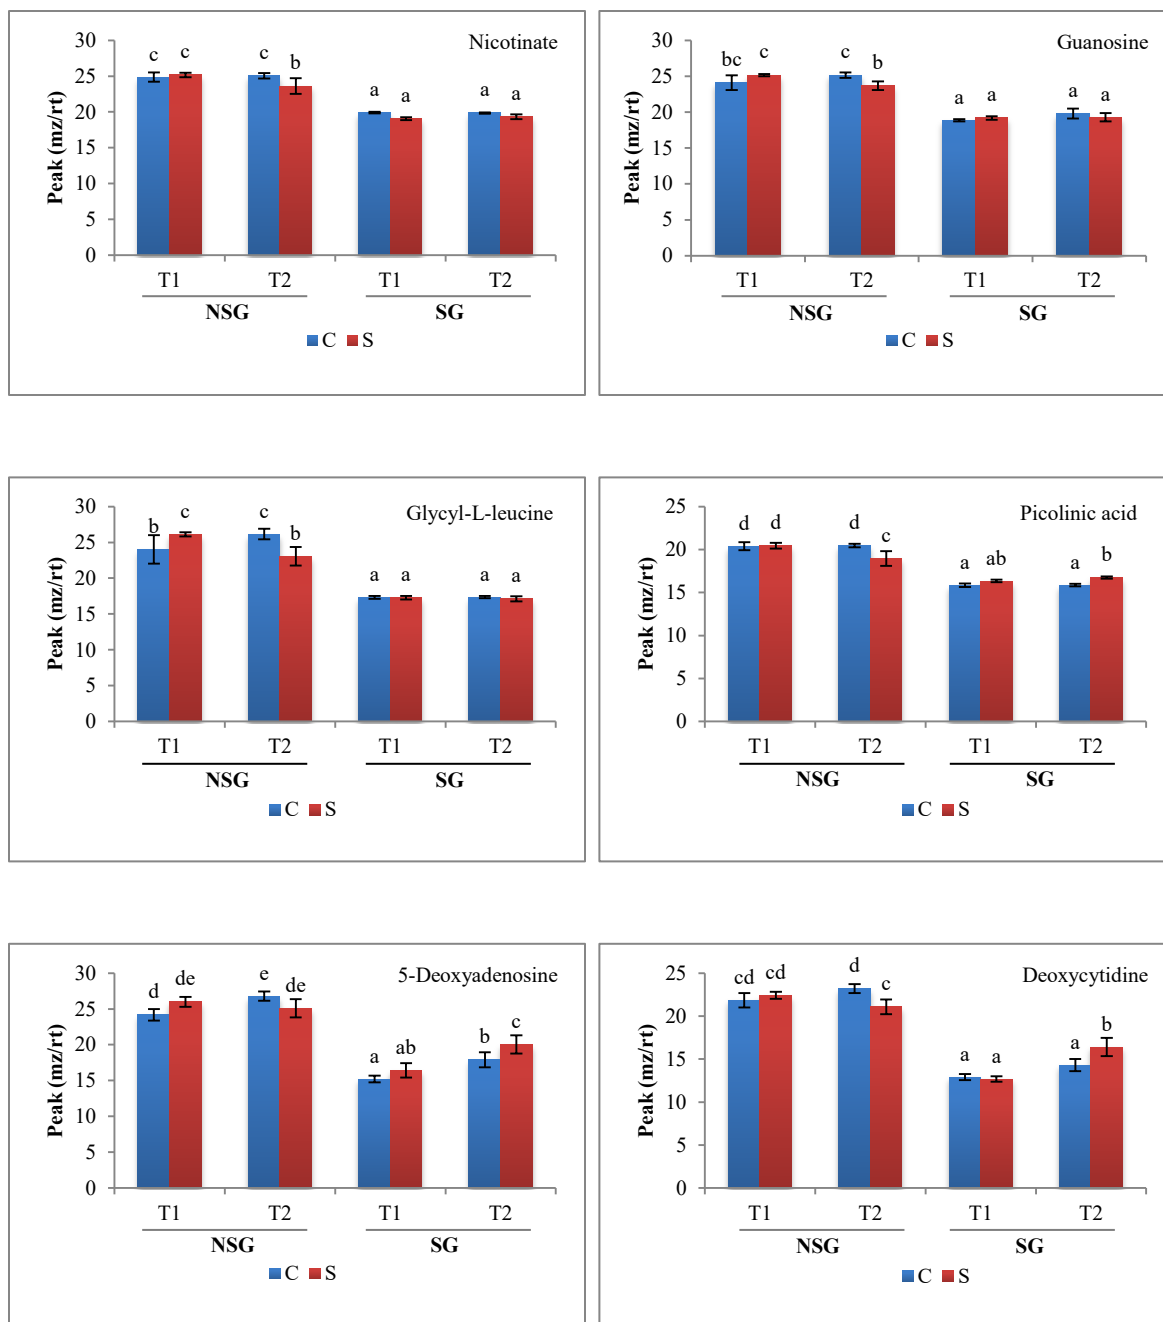 Nicotinate
30
25
20
15
10
5
0
Peak (mz/rt)
c c c b a a a a
T1 T2 T1 T2
NSG SG
C S
Guanosine
30
25
20
15
10
5
0
Peak (mz/rt)
bc c c b a a a a
T1 T2 T1 T2
NSG SG
C S
Glycyl-L-leucine
30
25
20
15
10
5
0
Peak (mz/rt)
b c c b a a a a
T1 T2 T1 T2
NSG SG
C S
Picolinic acid
25
20
15
10
5
0
Peak (mz/rt)
d d d c a ab a b
T1 T2 T1 T2
NSG SG
C S
5-Deoxyadenosine
30
25
20
15
10
5
0
Peak (mz/rt)
d de e de a ab b c
T1 T2 T1 T2
NSG SG
C S
Deoxycytidine
25
20
15
10
5
0
Peak (mz/rt)
cd cd d c a a a b
T1 T2 T1 T2
NSG SG
C S